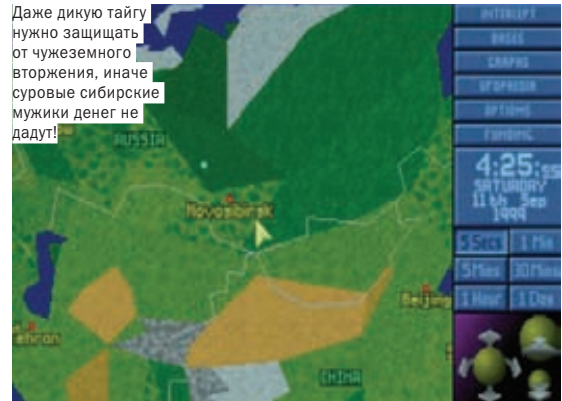 Даже дикую тайгу
нужно защищать
от чужеземного
вторжения, иначе
суровые сибирские
мужики денег не
дадут!
INTERCEPT
BASES
GRAPHS
UFOPAEDIA
OPTIONS
FUNDING
RUSSIA
4:25:55
SATURDAY
11th Sep
1999
Novosibirsk
5 Secs 1 Min
5 Mins 30 Mins
1 Hour 1 Day
Beijing
ehran
CHINA